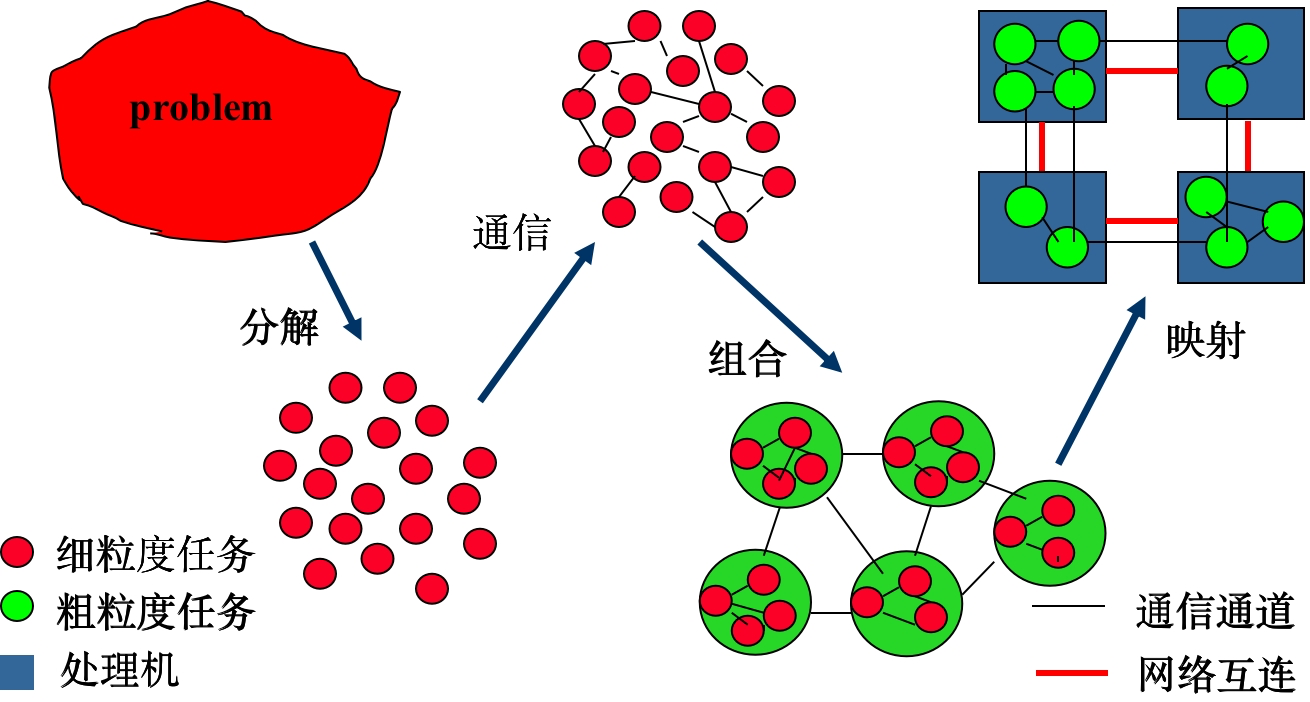 problem
分解
通信
组合
映射
细粒度任务
粗粒度任务
处理机
通信通道
网络互连